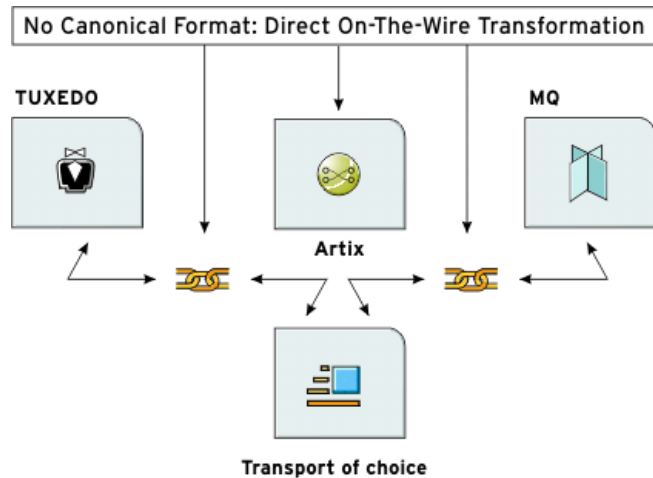 No Canonical Format: Direct On-The-Wire Transformation
TUXEDO
MQ
Artix
Transport of choice